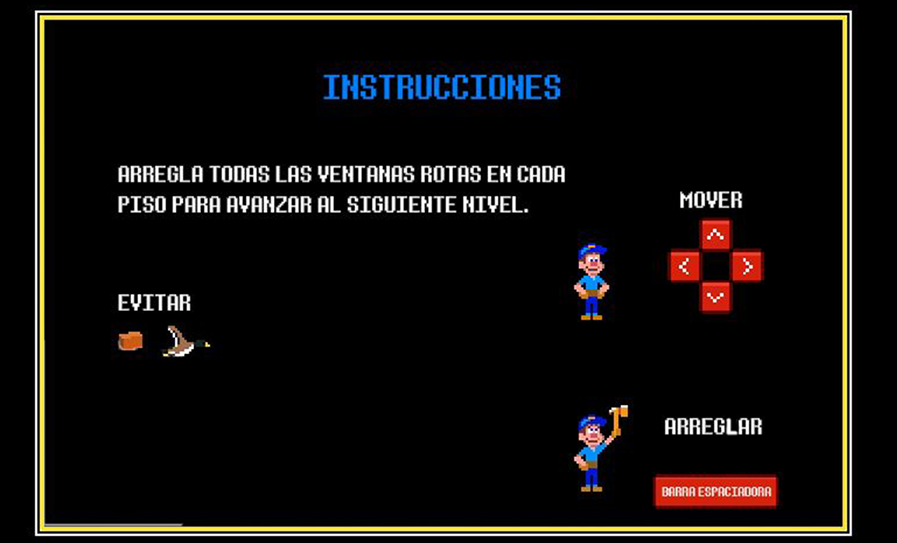 INSTRUCCIONES
ARREGLA TODAS LAS VENTANAS ROTAS EN CADA
PISO PARA AVANZAR AL SIGUIENTE NIVEL.
MOVER
EVITAR
ARREGLAR
BARRA ESPACIADORA